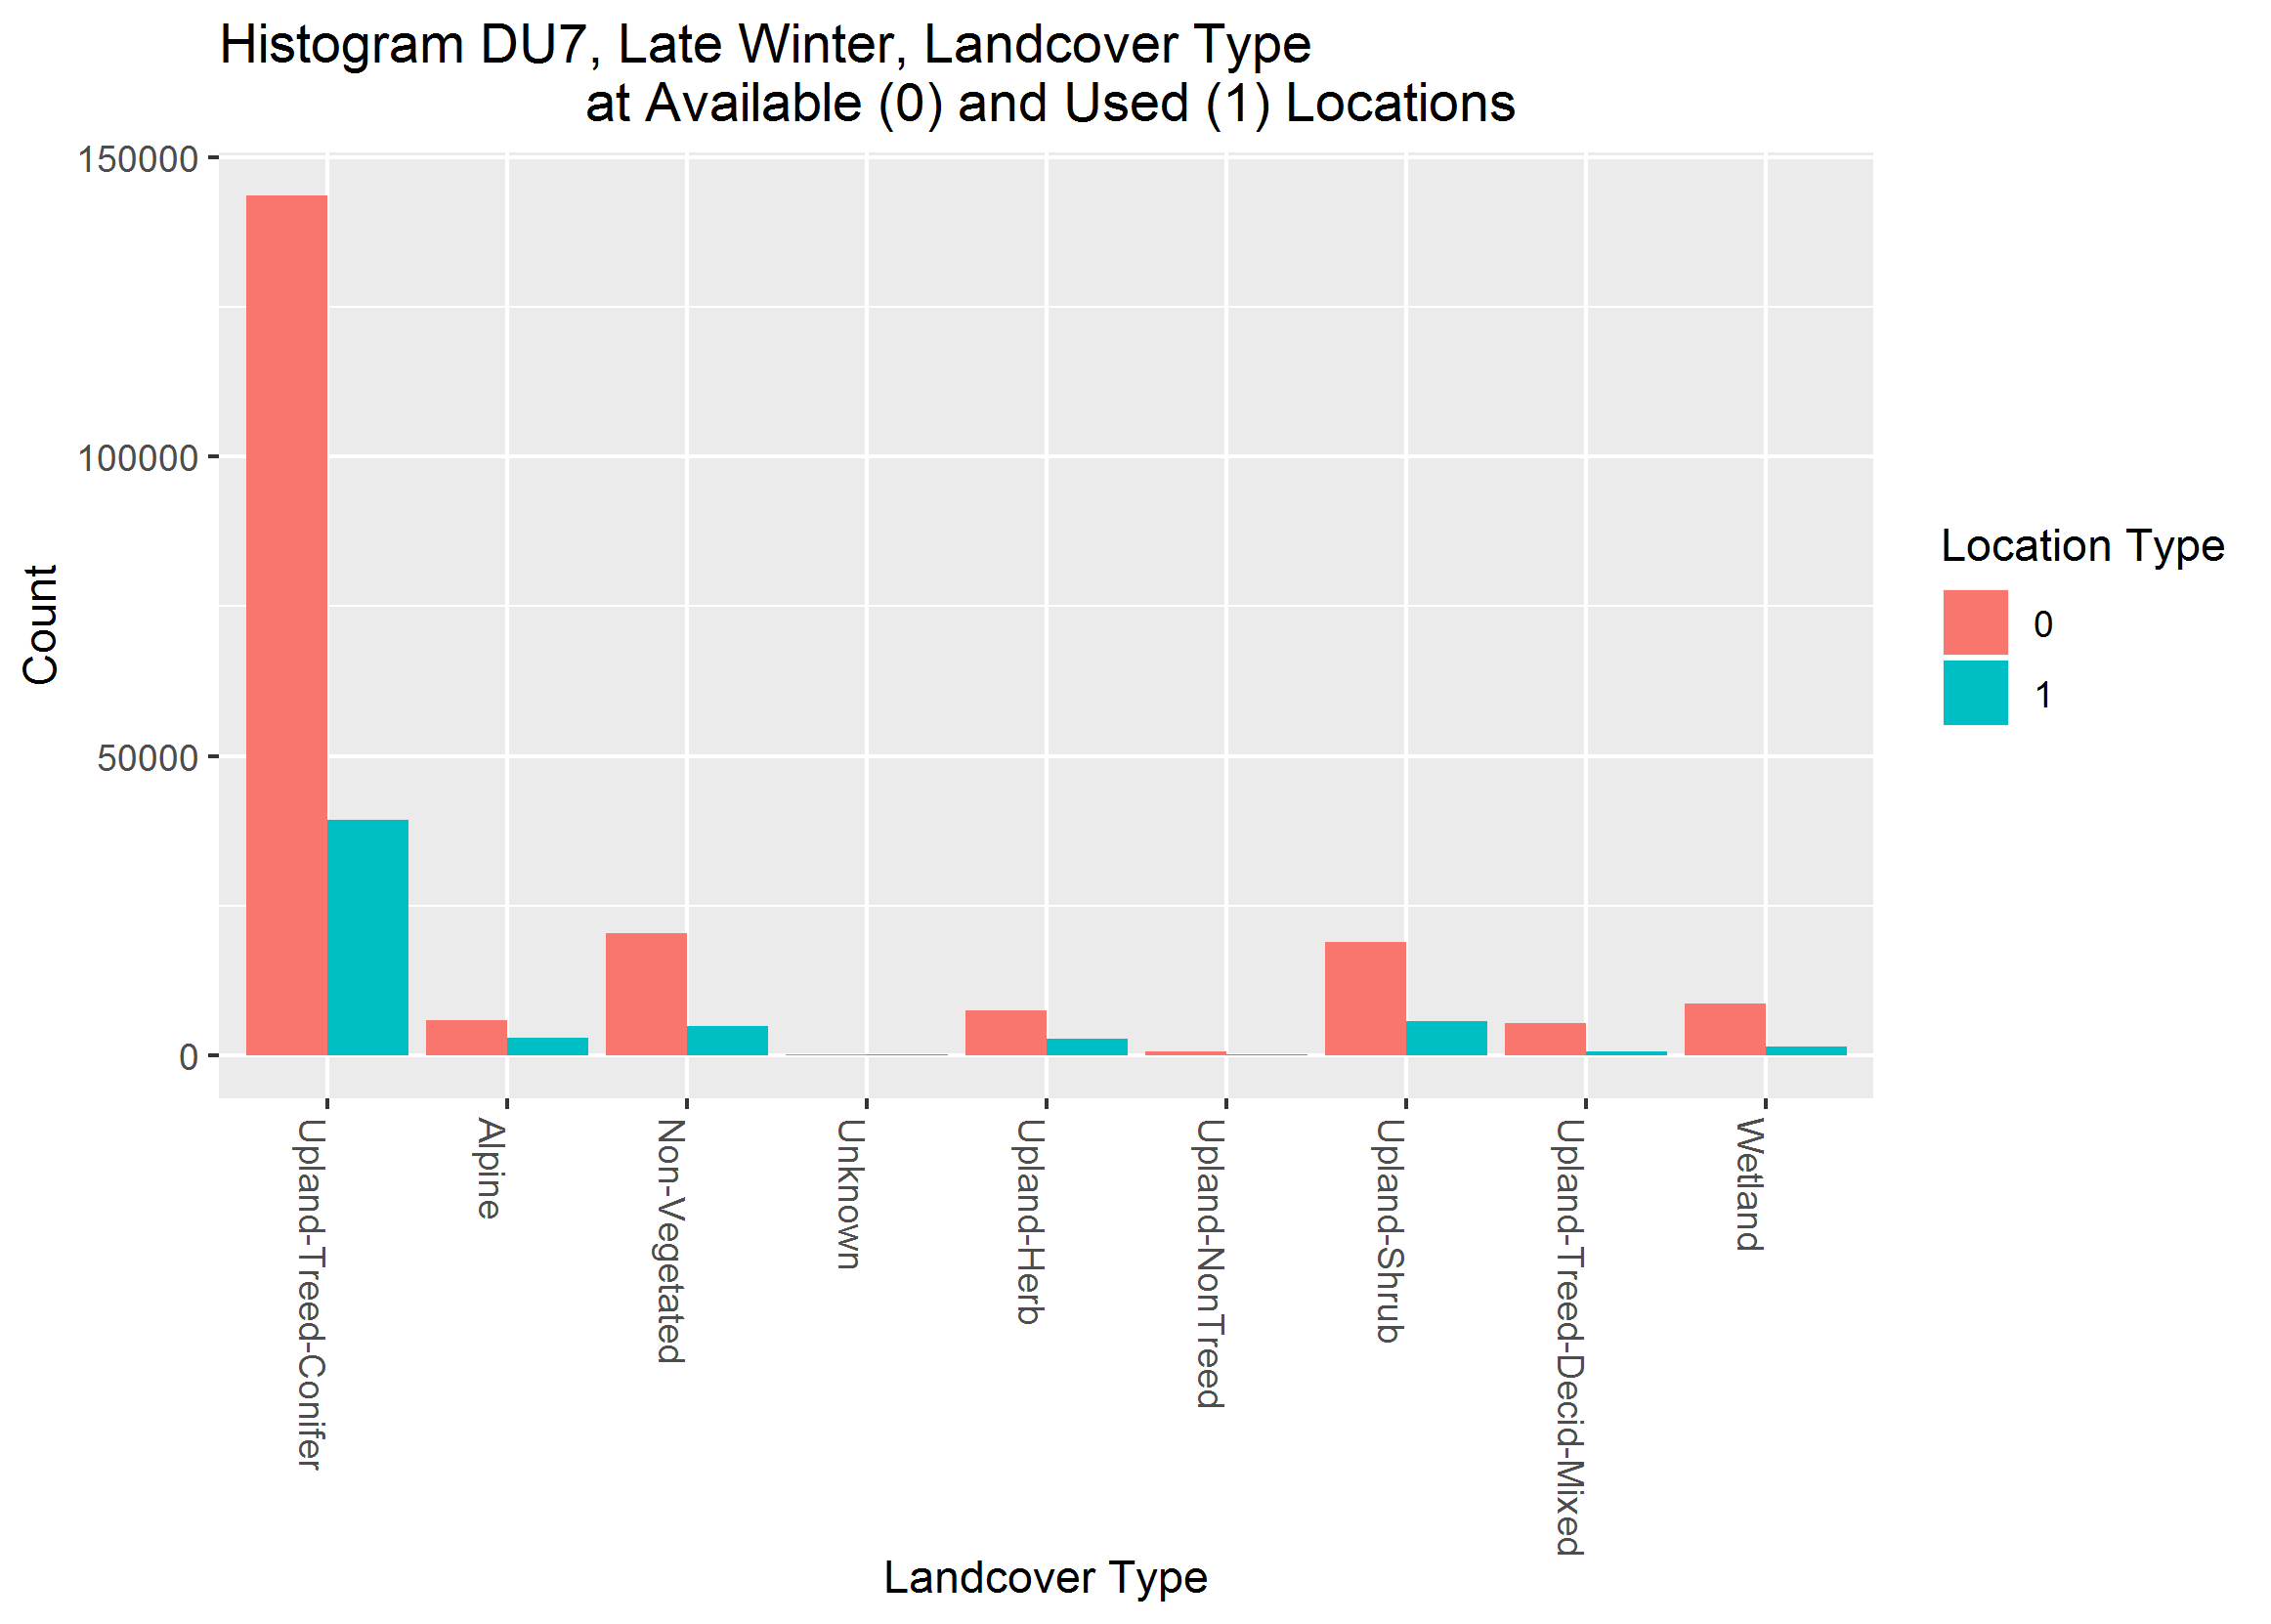 Histogram DU7, Late Winter, Landcover Type
at Available (0) and Used (1) Locations
150000
100000
50000
0
Count
Upland-Treed-Conifer
Alpine
Non-Vegetated
Unknown
Upland-Herb
Upland-NonTreed
Upland-Shrub
Upland-Treed-Decid-Mixed
Wetland
Landcover Type
Location Type
0
1